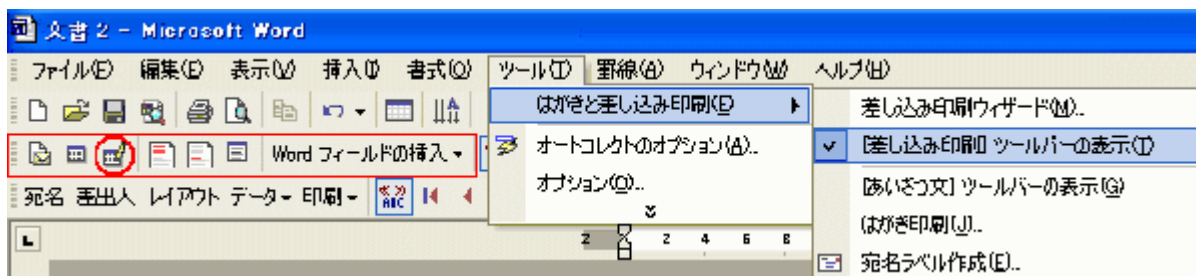 文書 2 - Microsoft Word
ファイル(F) 編集(E) 表示(V) 挿入(I) 書式(O) ツール(T) 罫線(A) ウィンドウ(W) ヘルプ(H)
はがきと差し込み印刷(E)
差し込み印刷ウィザード(M)...
Word フィールドの挿入
オートコレクトのオプション(A)...
[差し込み印刷] ツールバーの表示(T)
宛名 差出人 レイアウト データ 印刷
オプション(O)...
[あいさつ文] ツールバーの表示(G)
はがき印刷(J)...
2 2 4 6 8
宛名ラベル作成(E)...